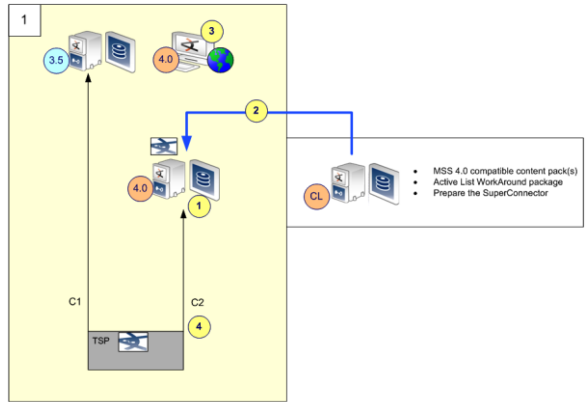 1
3
3.5
4.0
2
4.0
CL
• MSS 4.0 compatible content pack(s)
• Active List WorkAround package
• Prepare the SuperConnector
1
C1
C2
4
TSP